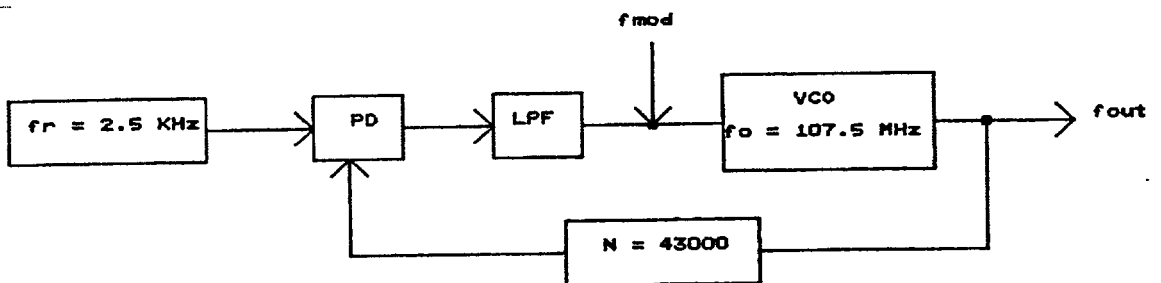 fmod
fr = 2.5 KHz
PD
LPF
VCO
fo = 107.5 MHz
fout
N = 43000